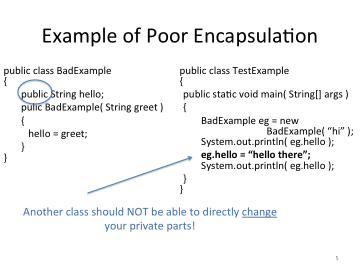 Example of Poor Encapsulation
public class BadExample
{
public String hello;
pulic BadExample( String greet )
{
hello = greet;
}
}
public class TestExample
{
public static void main( String[] args )
{
BadExample eg = new
BadExample( “hi” );
System.out.println( eg.hello );
eg.hello = “hello there”;
System.out.println( eg.hello );
}
}
Another class should NOT be able to directly change
your private parts!
5